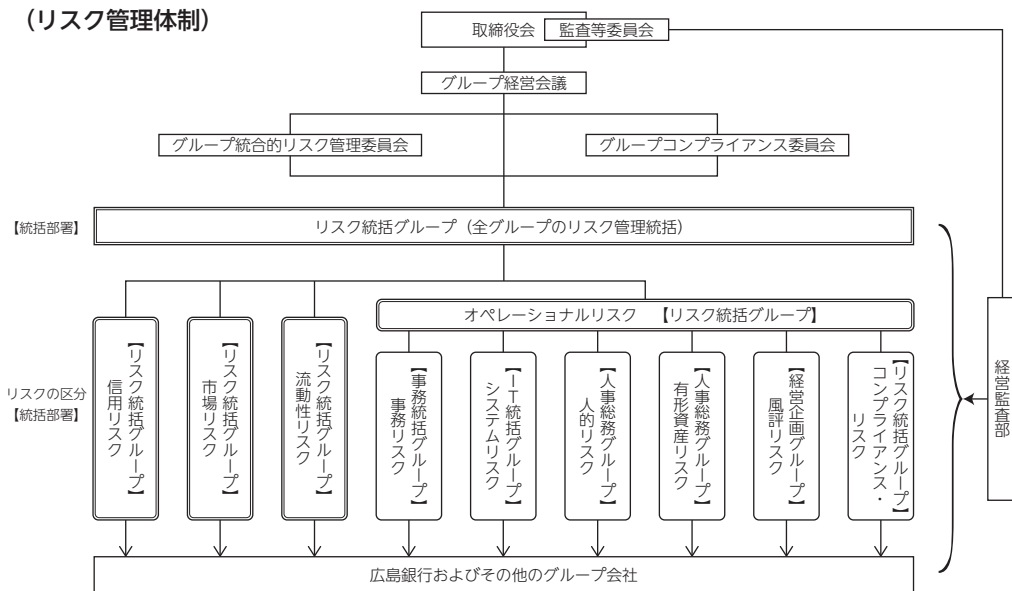 （リスク管理体制）
取締役会
監査等委員会
グループ経営会議
グループ統合的リスク管理委員会
グループコンプライアンス委員会
【統括部署】
リスク統括グループ（全グループのリスク管理統括）
オペレーショナルリスク　【リスク統括グループ】
リスクの区分
【統括部署】
信用リスク
【リスク統括グループ】
市場リスク
【リスク統括グループ】
流動性リスク
【リスク統括グループ】
事務リスク
【事務統括グループ】
システムリスク
【IT統括グループ】
人的リスク
【人事総務グループ】
有形資産リスク
【人事総務グループ】
風評リスク
【経営企画グループ】
コンプライアンス・
リスク
【リスク統括グループ】
経営監査部
広島銀行およびその他のグループ会社